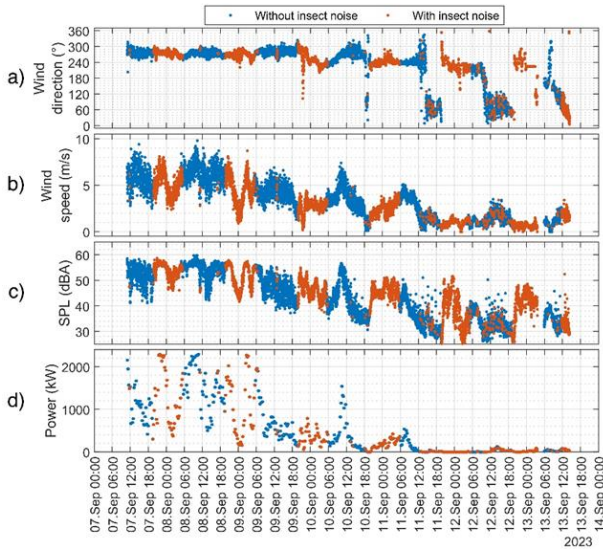 Without insect noise With insect noise
a)
Wind direction (°)
360
300
240
180
120
60
0
b)
Wind speed (m/s)
10
5
0
c)
SPL (dBA)
60
50
40
30
d)
Power (kW)
2000
1000
0
07.Sep 00:00
07.Sep 06:00
07.Sep 12:00
07.Sep 18:00
08.Sep 00:00
08.Sep 06:00
08.Sep 12:00
08.Sep 18:00
09.Sep 00:00
09.Sep 06:00
09.Sep 12:00
09.Sep 18:00
10.Sep 00:00
10.Sep 06:00
10.Sep 12:00
10.Sep 18:00
11.Sep 00:00
11.Sep 06:00
11.Sep 12:00
11.Sep 18:00
12.Sep 00:00
12.Sep 06:00
12.Sep 12:00
12.Sep 18:00
13.Sep 00:00
13.Sep 06:00
13.Sep 12:00
13.Sep 18:00
14.Sep 00:00
2023